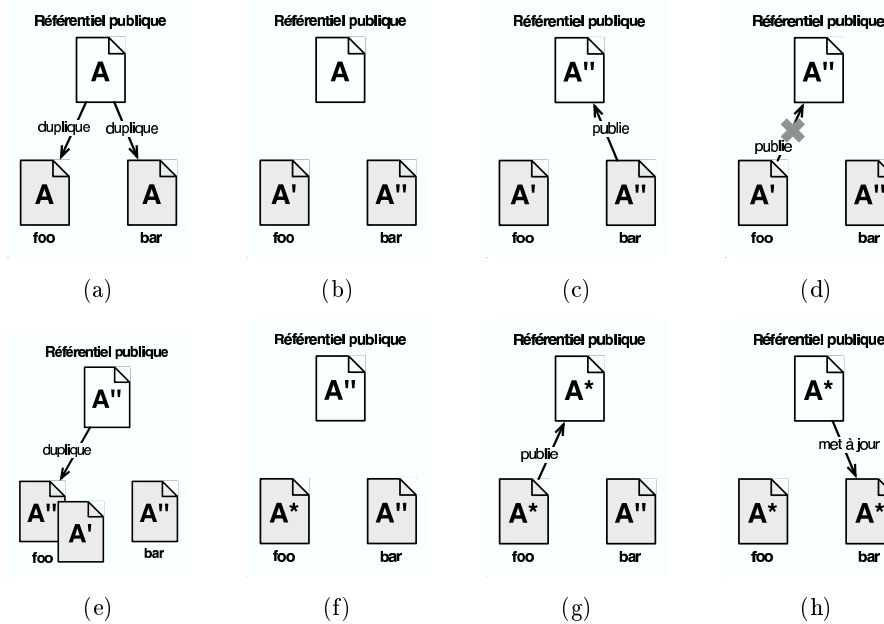 Référentiel publique
A
duplique duplique
A A
foo bar
(a)
Référentiel publique
A
A' A"
foo bar
(b)
Référentiel publique
A"
publie
A' A"
foo bar
(c)
Référentiel publique
A"
publie
A' A"
foo bar
(d)
Référentiel publique
A"
duplique
A" A' A"
foo bar
(e)
Référentiel publique
A"
A* A"
foo bar
(f)
Référentiel publique
A*
publie
A* A"
foo bar
(g)
Référentiel publique
A*
met à jour
A* A*
foo bar
(h)